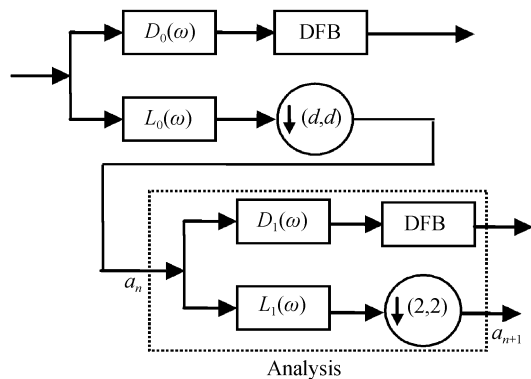 D₀(ω)
DFB
L₀(ω)
(d,d)
D₁(ω)
DFB
aₙ
L₁(ω)
(2,2)
aₙ₊₁
Analysis